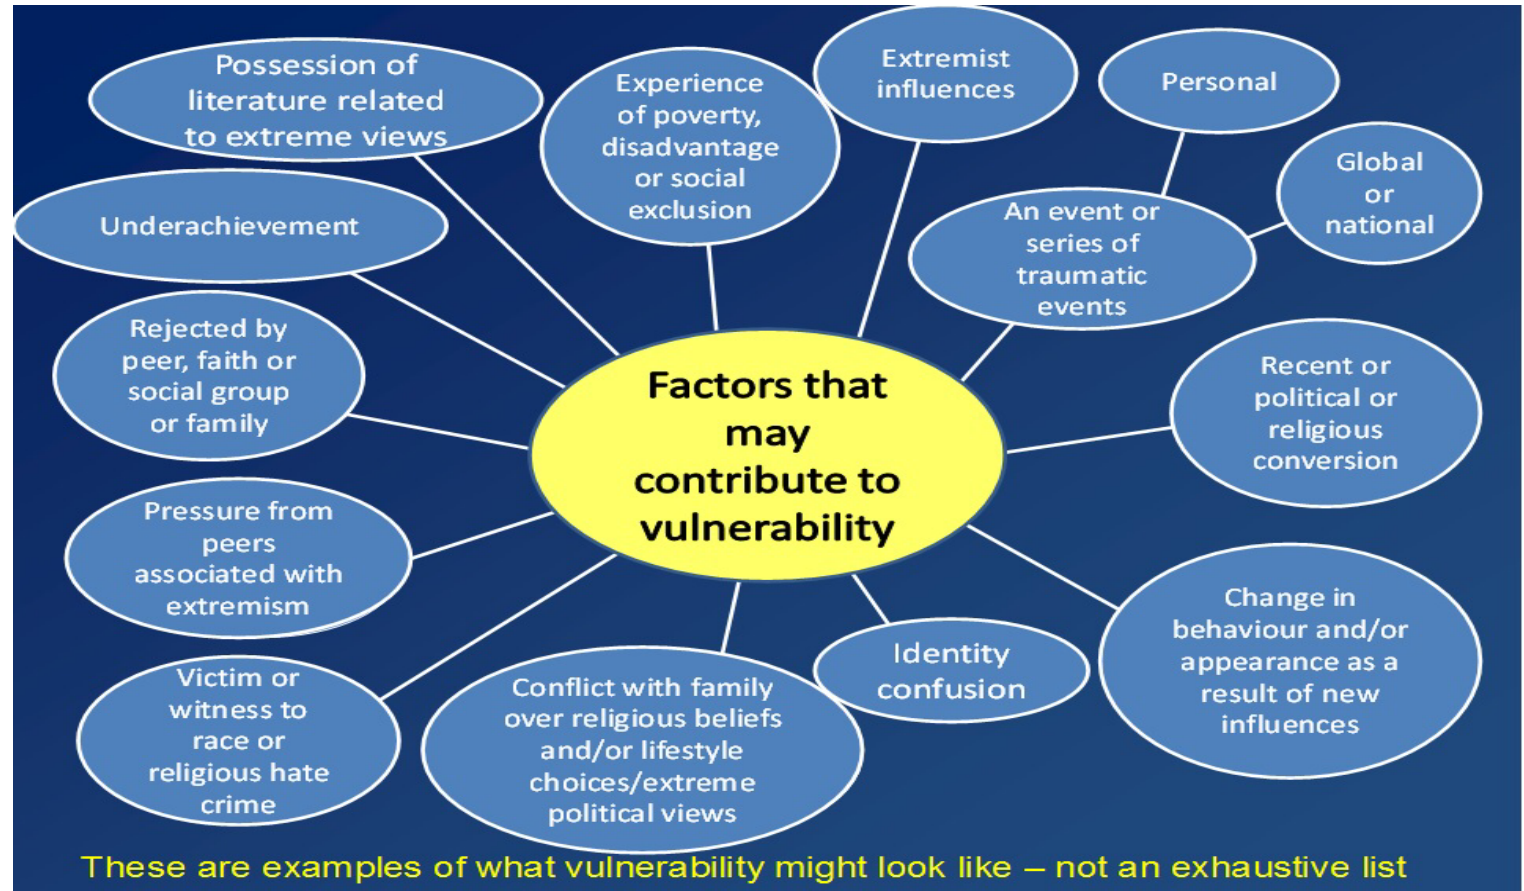 Possession of
literature related
to extreme views
Experience
of poverty,
disadvantage
or social
exclusion
Extremist
influences
Personal
Global
or
national
An event or
series of
traumatic
events
Underachievement
Rejected by
peer, faith or
social group
or family
Factors that
may
contribute to
vulnerability
Recent or
political or
religious
conversion
Pressure from
peers
associated with
extremism
Change in
behaviour and/or
appearance as a
result of new
influences
Victim or
witness to
race or
religious hate
crime
Conflict with family
over religious beliefs
and/or lifestyle
choices/extreme
political views
Identity
confusion
These are examples of what vulnerability might look like – not an exhaustive list